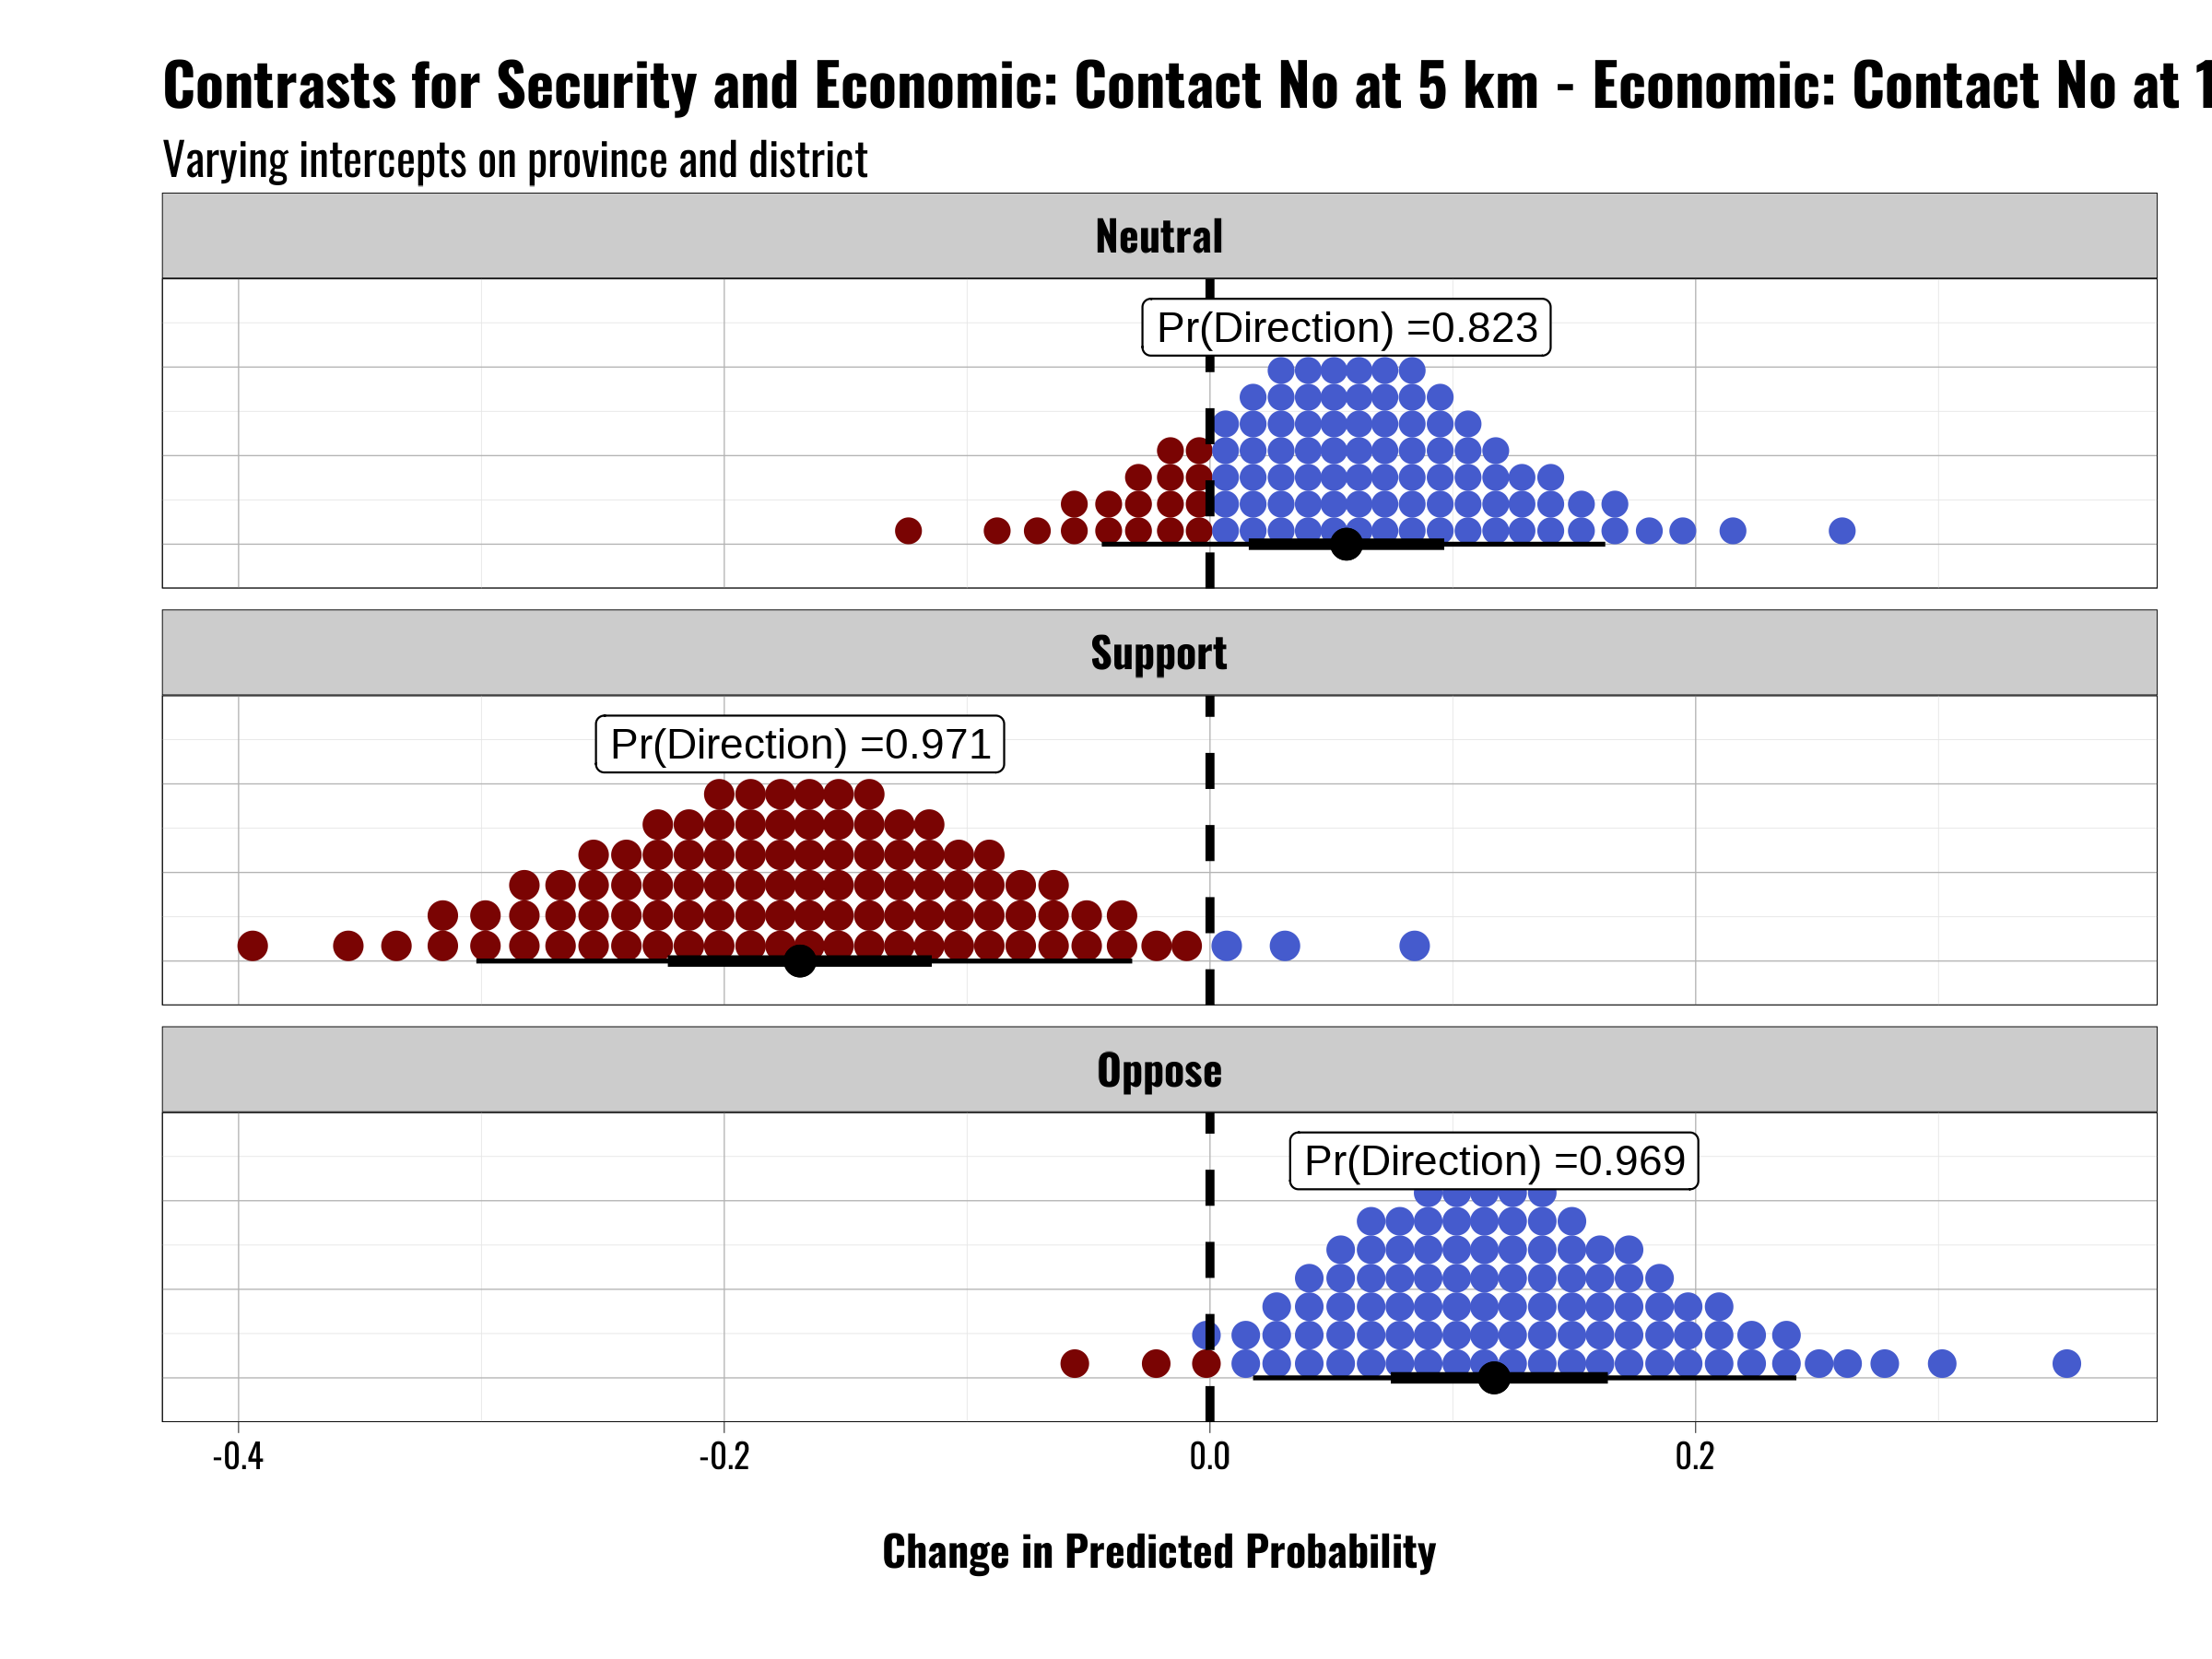 Contrasts for Security and Economic: Contact No at 5 km - Economic: Contact No at 1
Varying intercepts on province and district
Neutral
Pr(Direction) =0.823
Support
Pr(Direction) =0.971
Oppose
Pr(Direction) =0.969
-0.4 -0.2 0.0 0.2
Change in Predicted Probability